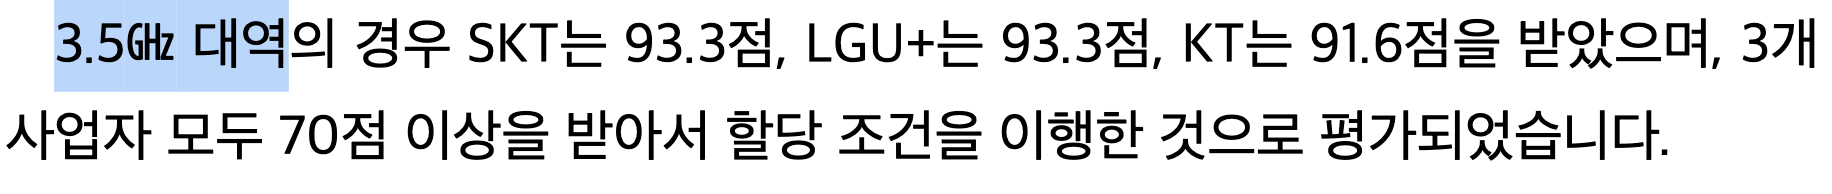 3.5㎓ 대역의 경우 SKT는 93.3점, LGU+는 93.3점, KT는 91.6점을 받았으며, 3개
사업자 모두 70점 이상을 받아서 할당 조건을 이행한 것으로 평가되었습니다.